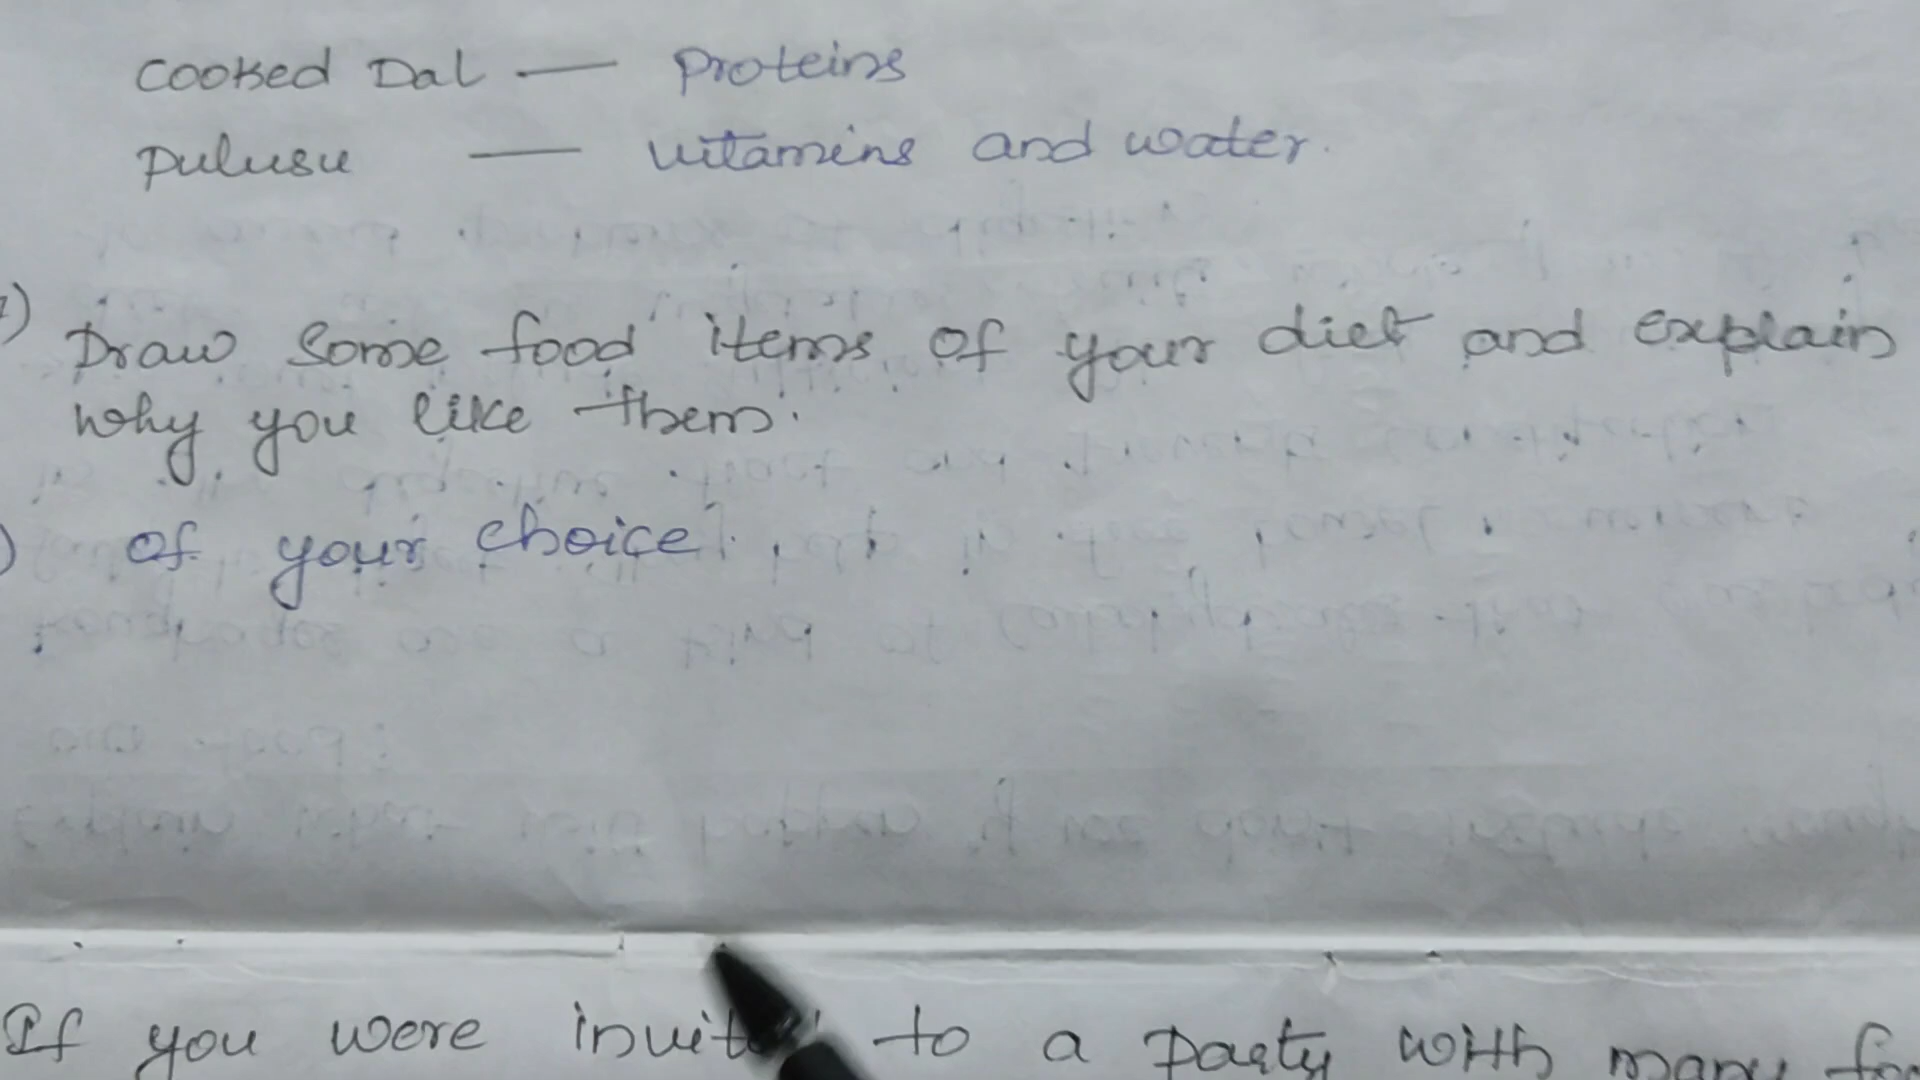 Cooked Dal — Proteins
Pulusu — vitamins and water.
Draw some food items of your diet and explain
why you like them.
of your choice.
If you were to a party with many